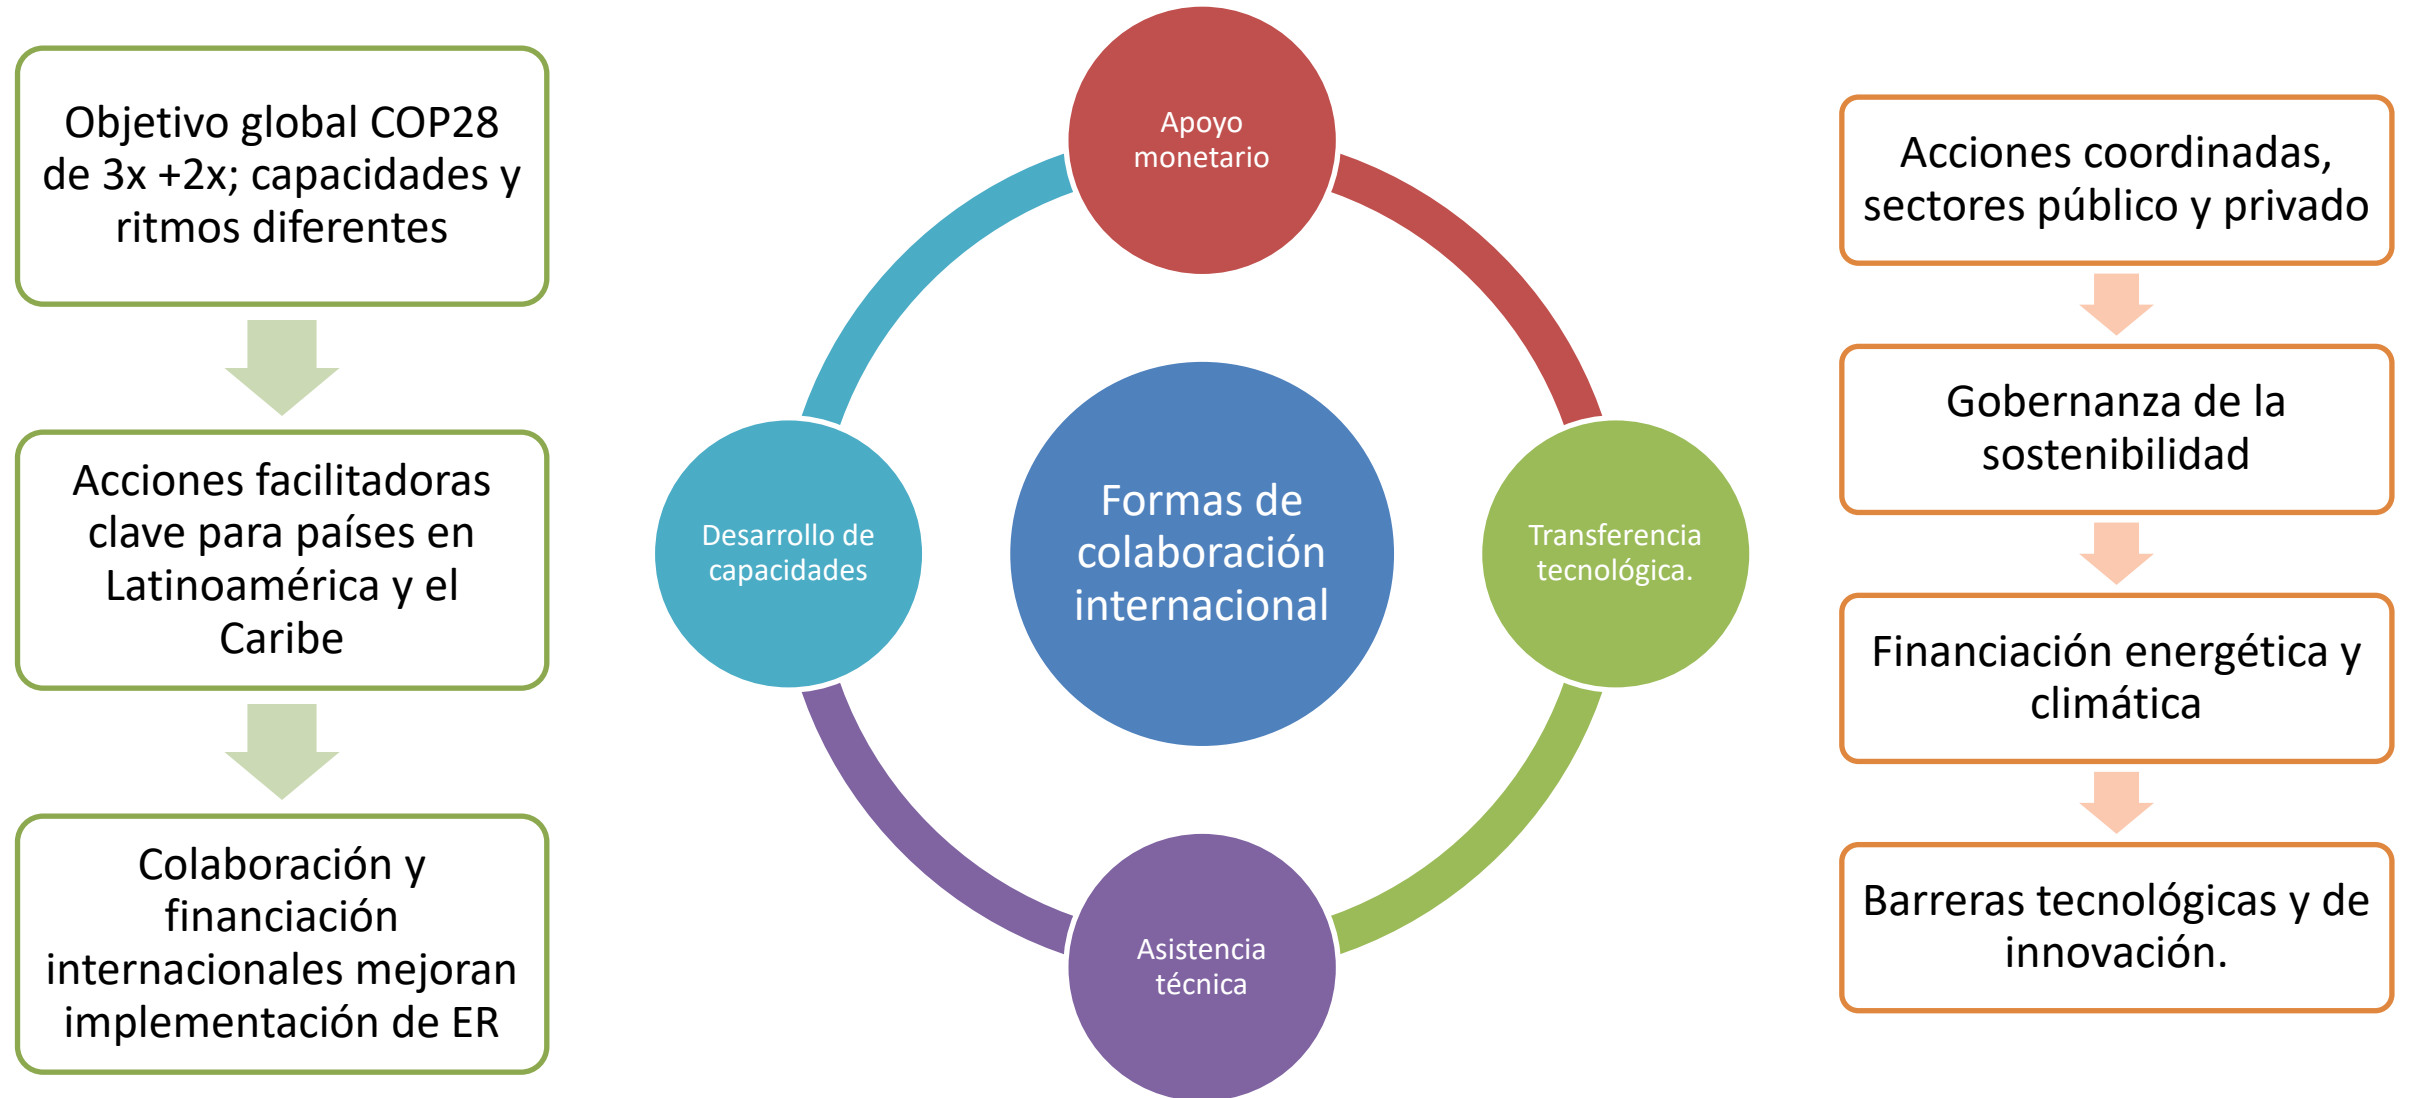 Objetivo global COP28
de 3x +2x; capacidades y
ritmos diferentes
Acciones facilitadoras
clave para países en
Latinoamérica y el
Caribe
Colaboración y
financiación
internacionales mejoran
implementación de ER
Apoyo
monetario
Desarrollo de
capacidades
Formas de
colaboración
internacional
Transferencia
tecnológica.
Asistencia
técnica
Acciones coordinadas,
sectores público y privado
Gobernanza de la
sostenibilidad
Financiación energética y
climática
Barreras tecnológicas y de
innovación.